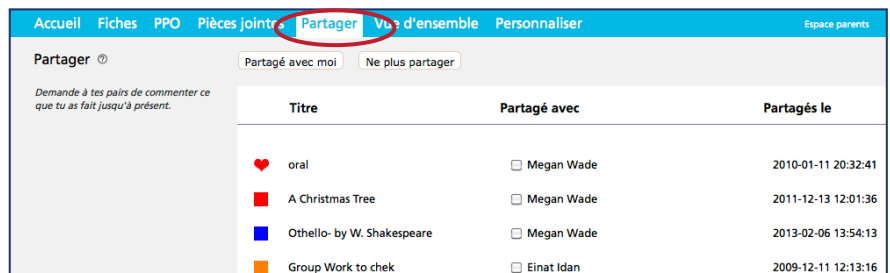 Accueil Fiches PPO Pièces jointes Partager Vue d'ensemble Personnaliser Espace parents
Partager ? Partagé avec moi Ne plus partager
Demande à tes pairs de commenter ce
que tu as fait jusqu'à présent.
Titre Partagé avec Partagés le
oral Megan Wade 2010-01-11 20:32:41
A Christmas Tree Megan Wade 2011-12-13 12:01:36
Othello- by W. Shakespeare Megan Wade 2013-02-06 13:54:13
Group Work to chek Einat Idan 2009-12-11 12:13:16